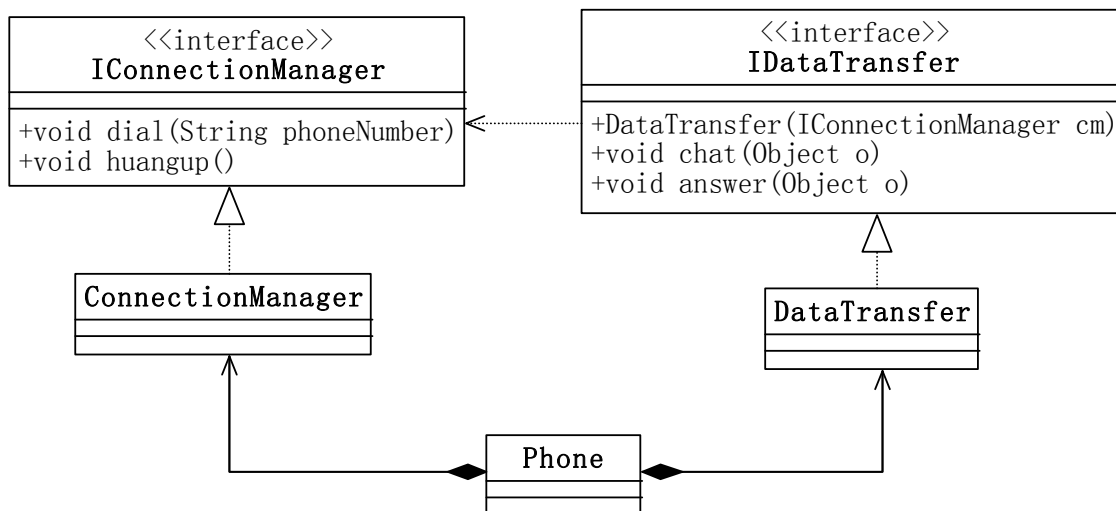 <<interface>>
IConnectionManager
+void dial(String phoneNumber)
+void huangup()
<<interface>>
IDataTransfer
+DataTransfer(IConnectionManager cm)
+void chat(Object o)
+void answer(Object o)
ConnectionManager
DataTransfer
Phone